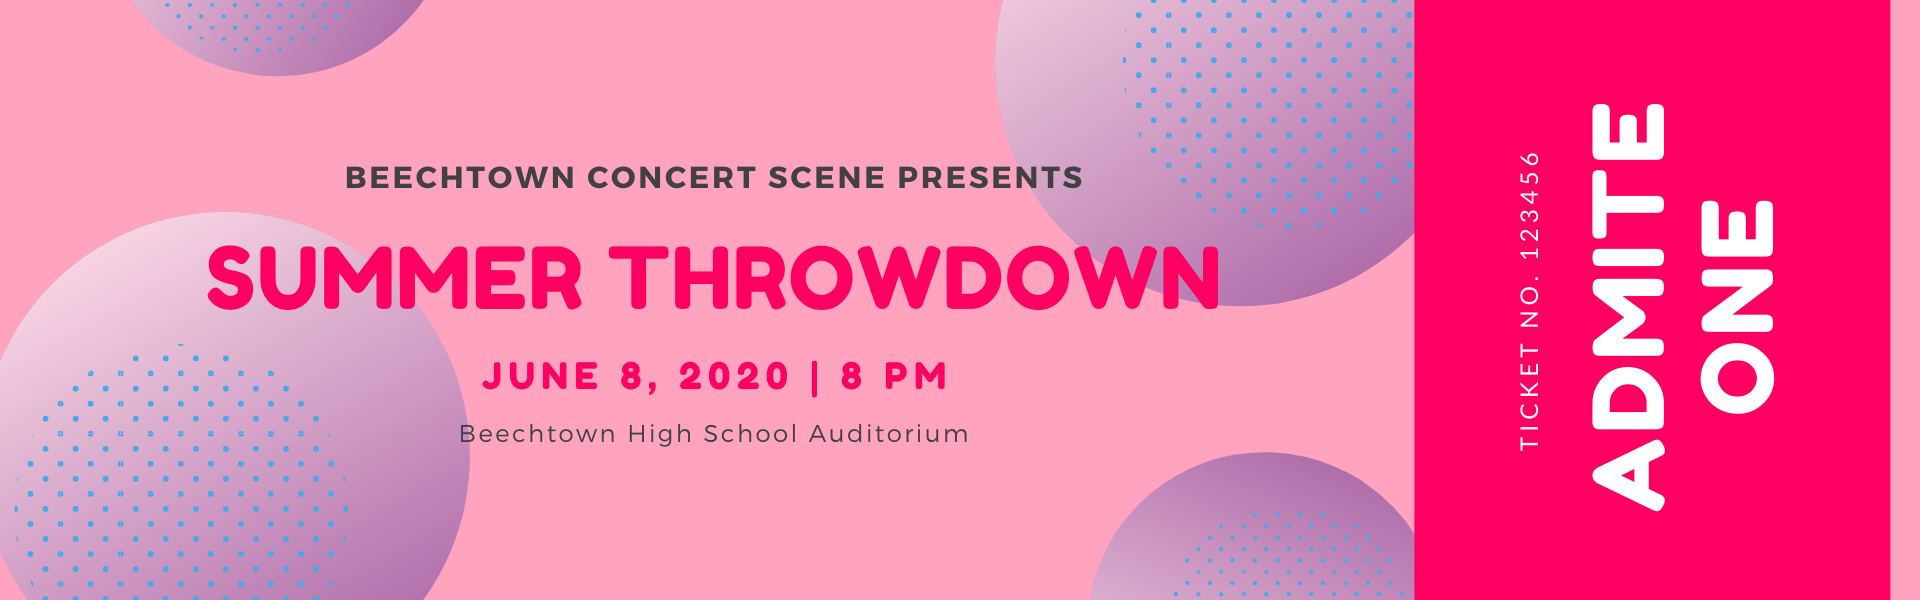 BEECHTOWN CONCERT SCENE PRESENTS
SUMMER THROWDOWN
JUNE 8, 2020 | 8 PM
Beechtown High School Auditorium
TICKET NO. 123456
ADMITE
ONE